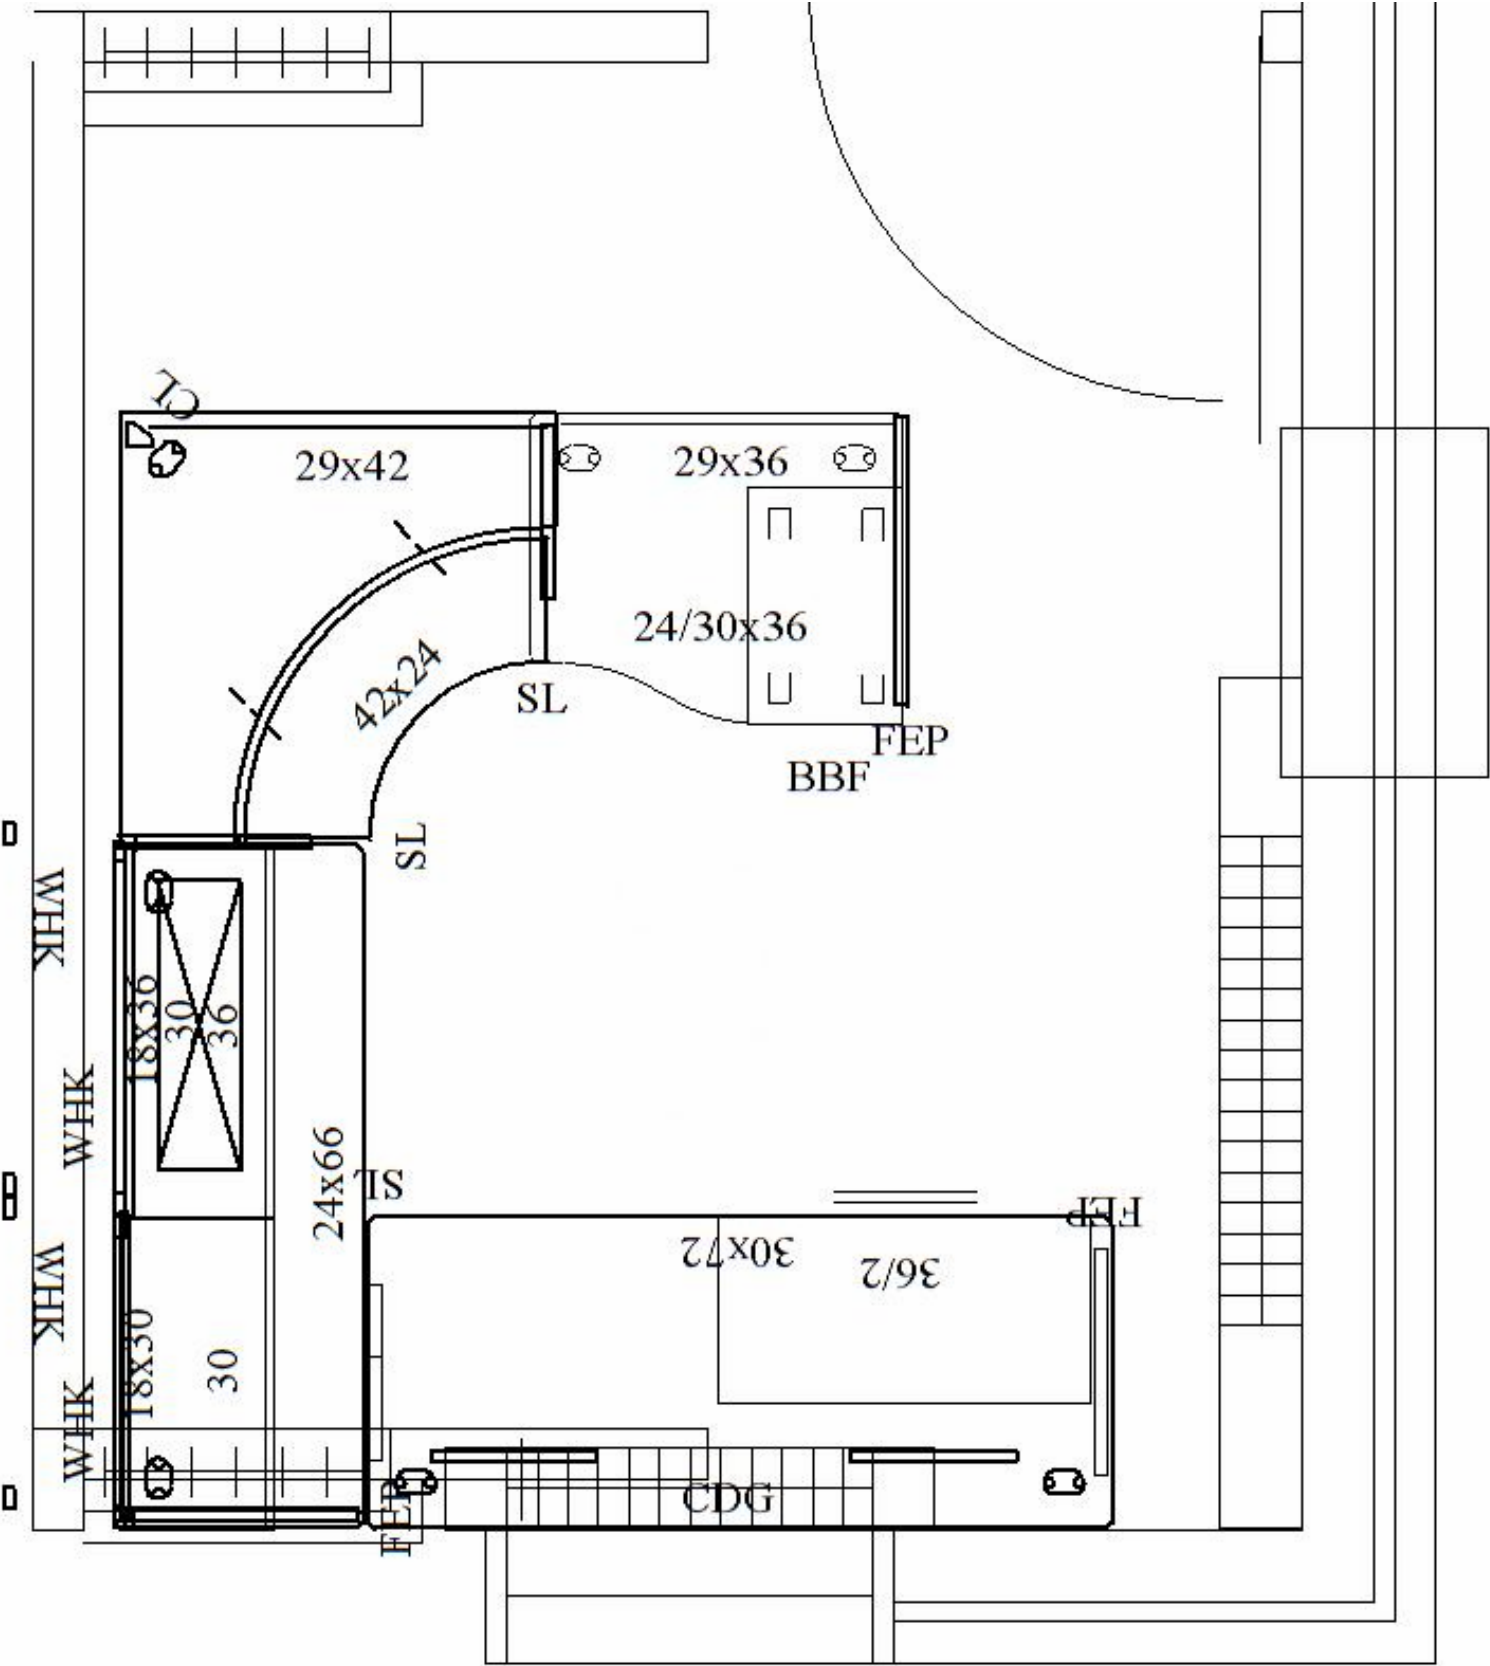 CL
29x42
29x36
24/30x36
42x24
SL
FEP
BBF
SL
WHK
18x36
30
36
WHK
24x66
SL
FEP
30x72
36/2
WHK
18x30
30
WHK
CDG
FEP